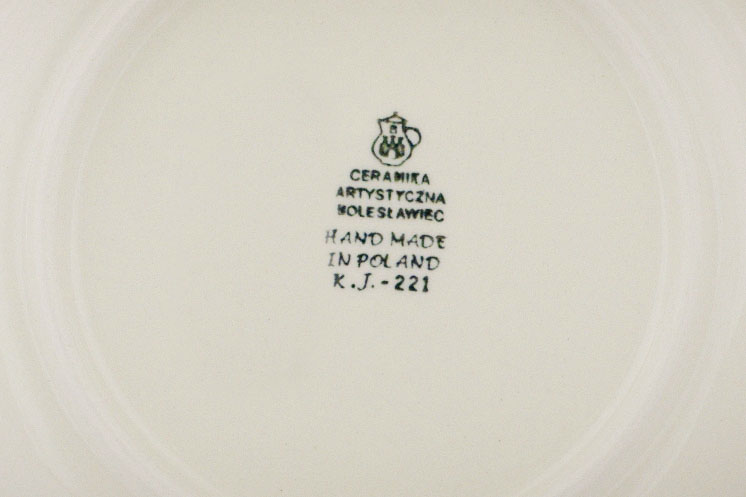 CERAMIKA
ARTYSTYCZNA
BOLESŁAWIEC
HAND MADE
IN POLAND
K.J.-221